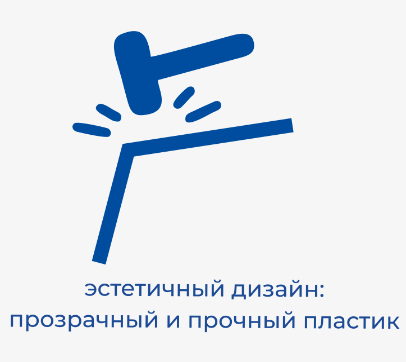 эстетичный дизайн:
прозрачный и прочный пластик